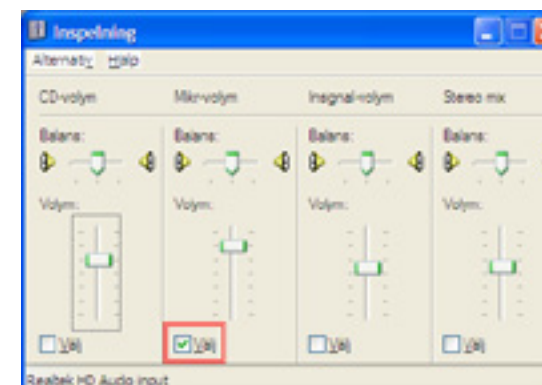 Inspelning
Alternativ Hjälp
CD-volym Mikr-volym Insignal-volym Stereo mix
Balans: Balans: Balans: Balans:
Volym: Volym: Volym: Volym:
Välj Välj Välj Välj
Realtek HD Audio input